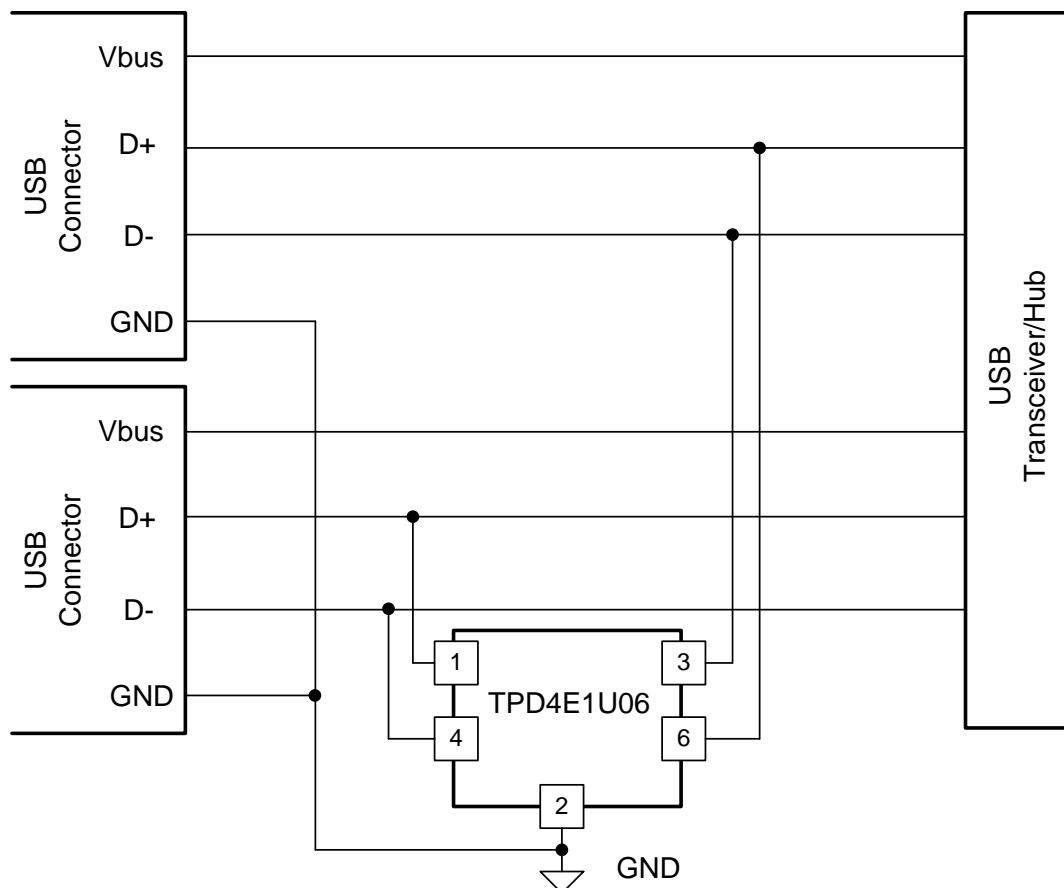 Vbus
D+
D-
GND
USB
Connector
Vbus
D+
D-
GND
USB
Connector
USB
Transceiver/Hub
1
3
TPD4E1U06
4
6
2
GND